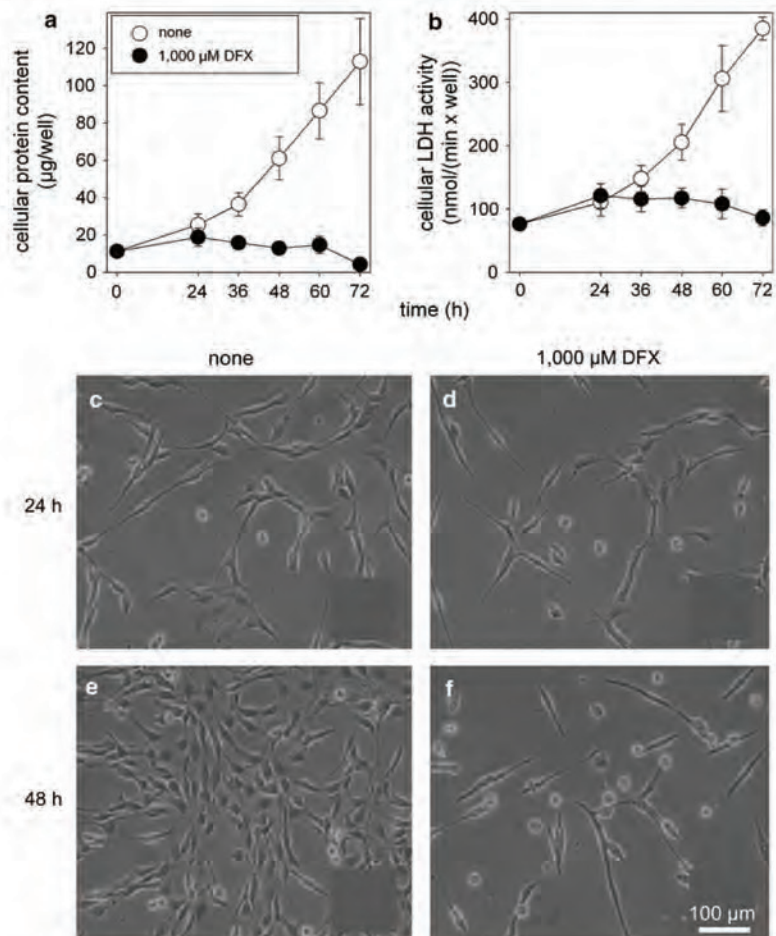 a
none
1,000 µM DFX
cellular protein content
(µg/well)
120
100
80
60
40
20
0
0 24 36 48 60 72
b
cellular LDH activity
(nmol/(min x well))
400
300
200
100
0
0 24 36 48 60 72
time (h)
none 1,000 µM DFX
24 h
c
d
48 h
e
f
100 µm